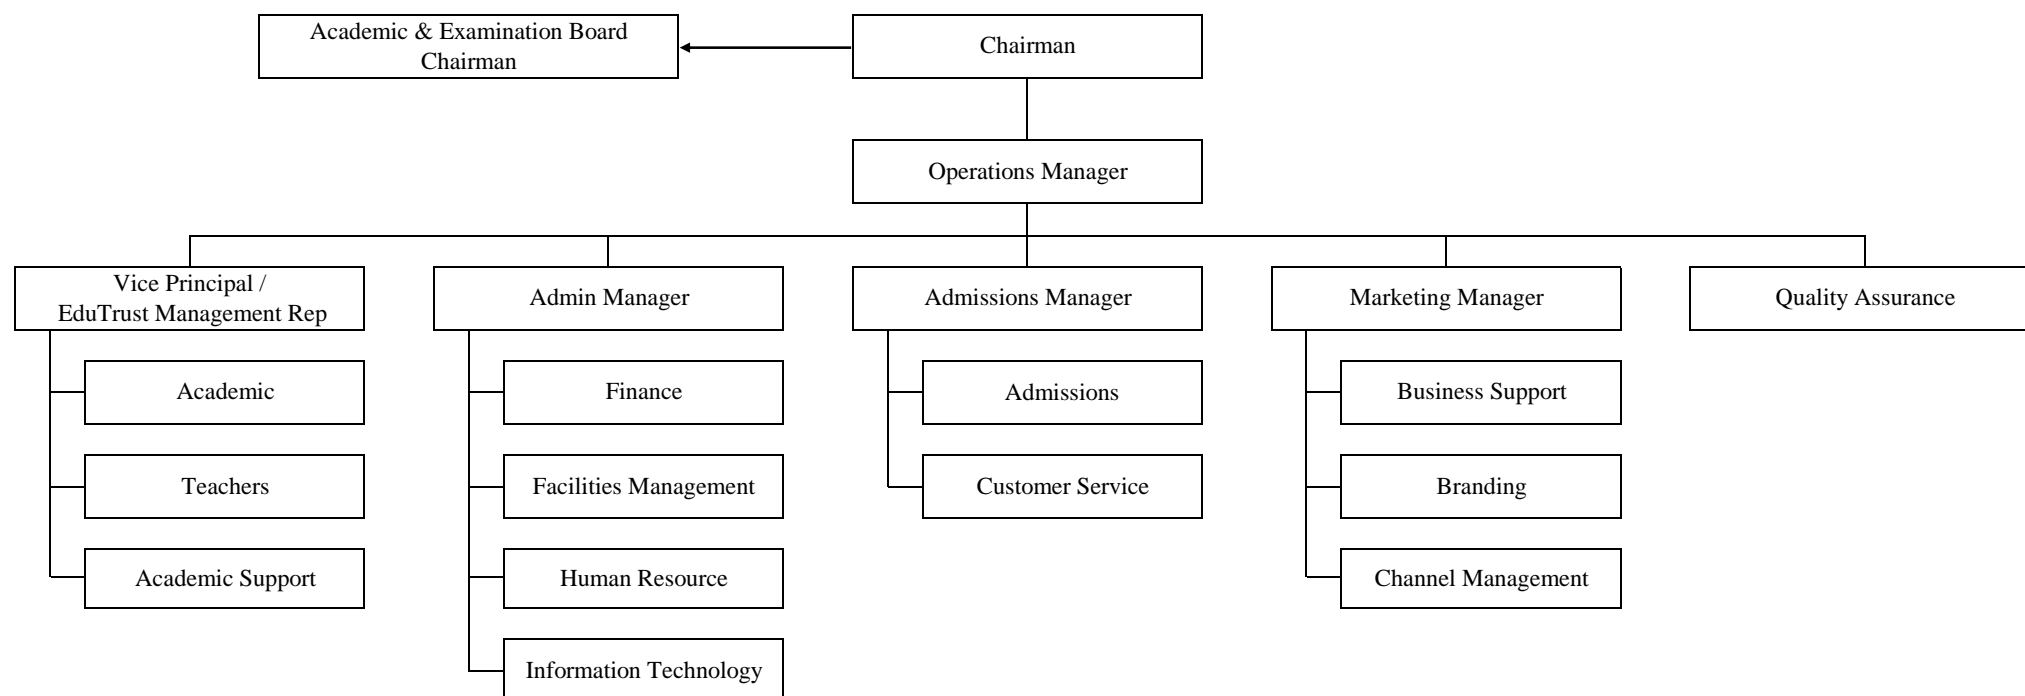 Academic & Examination Board
Chairman
Chairman
Operations Manager
Vice Principal /
EduTrust Management Rep
Admin Manager
Admissions Manager
Marketing Manager
Quality Assurance
Academic
Finance
Admissions
Business Support
Teachers
Facilities Management
Customer Service
Branding
Academic Support
Human Resource
Channel Management
Information Technology